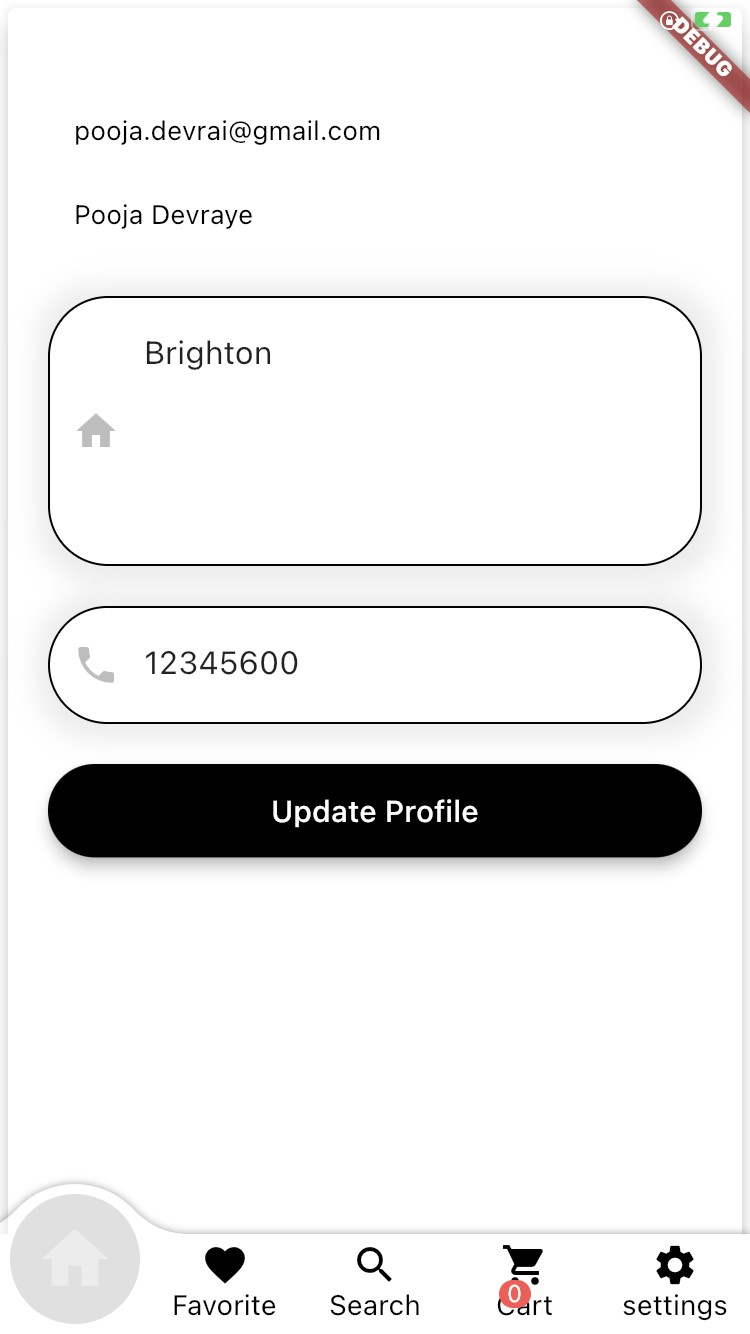 DEBUG
pooja.devrai@gmail.com
Pooja Devraye
Brighton
12345600
Update Profile
0
Favorite
Search
Cart
settings